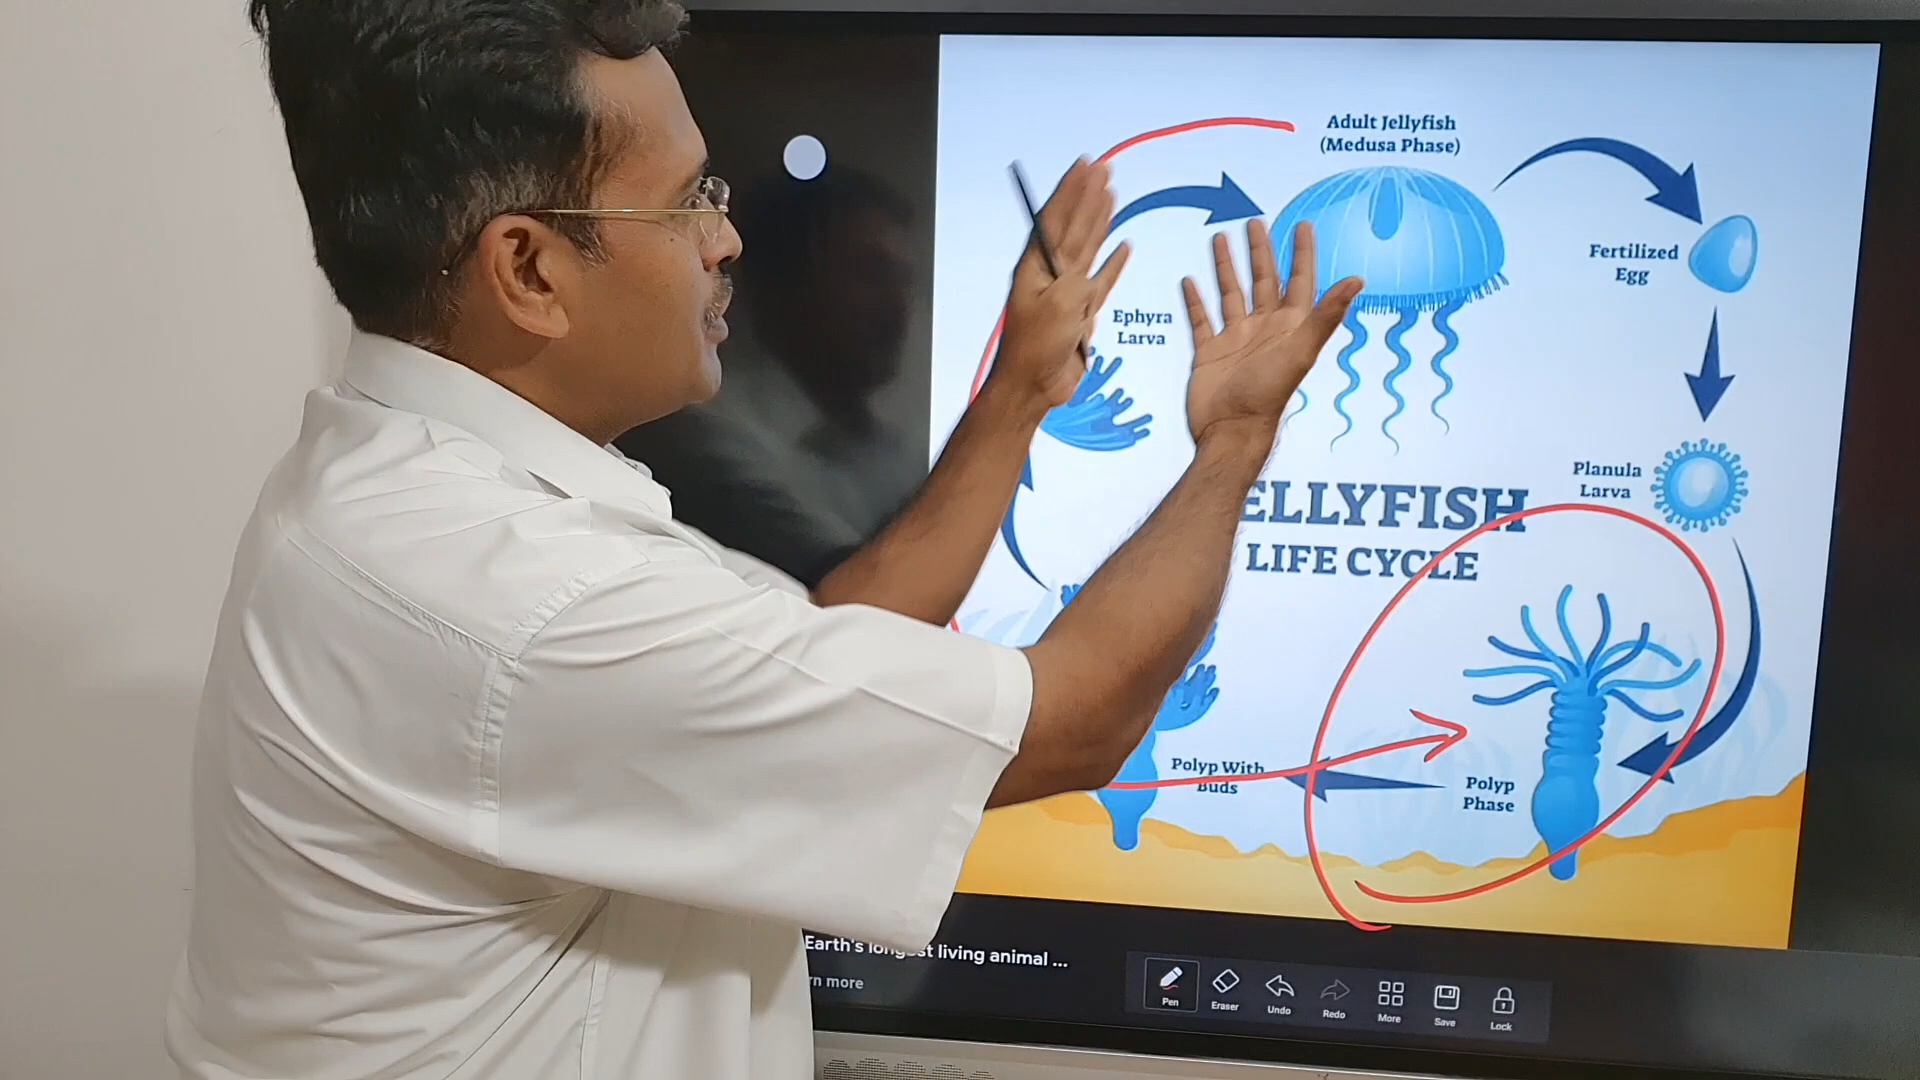 Adult Jellyfish
(Medusa Phase)
Fertilized
Egg
Ephyra
Larva
Planula
Larva
ELLYFISH
LIFE CYCLE
Polyp With
Buds
Polyp
Phase
Earth's longest living animal ...
rn more
Pen
Eraser
Undo
Redo
More
Save
Lock